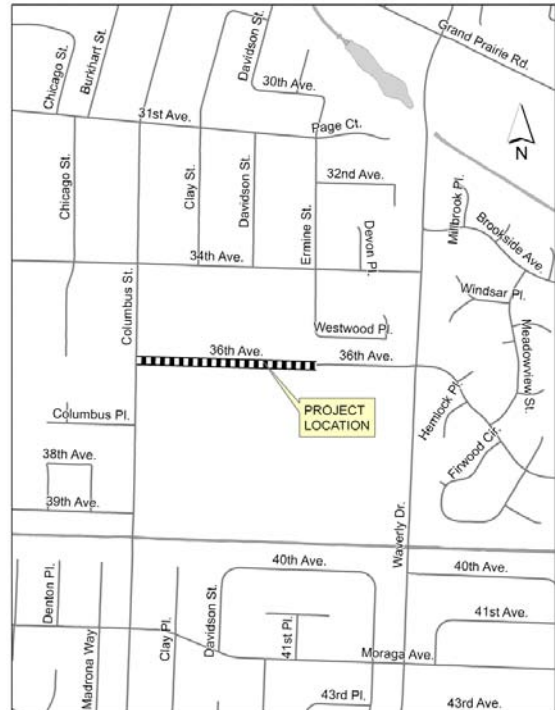 Chicago St.
Burkhart St.
Davidson St.
Grand Prairie Rd.
30th Ave.
31st Ave.
Page Ct.
N
Chicago St.
Clay St.
Davidson St.
Ermine St.
32nd Ave.
Devon Pl.
Millbrook Pl.
Brookside Ave.
34th Ave.
Columbus St.
Windsar Pl.
Westwood Pl.
Meadowview St.
36th Ave.
36th Ave.
Hemlock Pl.
PROJECT
LOCATION
Columbus Pl.
Firwood Cir.
38th Ave.
39th Ave.
Waverly Dr.
40th Ave.
40th Ave.
Denton Pl.
Madrona Way
Clay Pl.
Davidson St.
41st Pl.
41st Ave.
Moraga Ave.
43rd Pl.
43rd Ave.